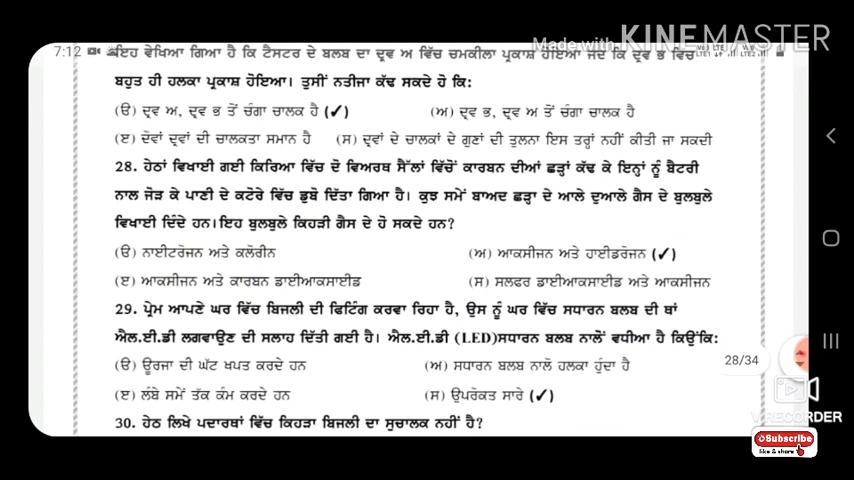 Made with KINEMASTER
7:12
ਇਹ ਵੇਖਿਆ ਗਿਆ ਹੈ ਕਿ ਟੈਸਟਰ ਦੇ ਬਲਬ ਦਾ ਦ੍ਰਵ ਅ ਵਿੱਚ ਚਮਕੀਲਾ ਪ੍ਰਕਾਸ਼ ਹੋਇਆ ਜਦੋਂ ਕਿ ਦ੍ਰਵ ਭ ਵਿਚ
ਬਹੁਤ ਹੀ ਹਲਕਾ ਪ੍ਰਕਾਸ਼ ਹੋਇਆ। ਤੁਸੀਂ ਨਤੀਜਾ ਕੱਢ ਸਕਦੇ ਹੋ ਕਿ:
(ੳ) ਦ੍ਰਵ ਅ, ਦ੍ਰਵ ਭ ਤੋਂ ਚੰਗਾ ਚਾਲਕ ਹੈ (✓) (ਅ) ਦ੍ਰਵ ਭ, ਦ੍ਰਵ ਅ ਤੋਂ ਚੰਗਾ ਚਾਲਕ ਹੈ
(ੲ) ਦੋਵਾਂ ਦ੍ਰਵਾਂ ਦੀ ਚਾਲਕਤਾ ਸਮਾਨ ਹੈ (ਸ) ਦ੍ਰਵਾਂ ਦੇ ਚਾਲਕਾਂ ਦੇ ਗੁਣਾਂ ਦੀ ਤੁਲਨਾ ਇਸ ਤਰ੍ਹਾਂ ਨਹੀਂ ਕੀਤੀ ਜਾ ਸਕਦੀ
28. ਹੇਠਾਂ ਵਿਖਾਈ ਗਈ ਕਿਰਿਆ ਵਿੱਚ ਦੋ ਵਿਅਰਥ ਸੈੱਲਾਂ ਵਿੱਚੋਂ ਕਾਰਬਨ ਦੀਆਂ ਛੜ੍ਹਾਂ ਕੱਢ ਕੇ ਇਨ੍ਹਾਂ ਨੂੰ ਬੈਟਰੀ
ਨਾਲ ਜੋੜ ਕੇ ਪਾਣੀ ਦੇ ਕਟੋਰੇ ਵਿੱਚ ਡੁਬੋ ਦਿੱਤਾ ਗਿਆ ਹੈ। ਕੁਝ ਸਮੇਂ ਬਾਅਦ ਛੜ੍ਹਾ ਦੇ ਆਲੇ ਦੁਆਲੇ ਗੈਸ ਦੇ ਬੁਲਬੁਲੇ
ਵਿਖਾਈ ਦਿੰਦੇ ਹਨ। ਇਹ ਬੁਲਬੁਲੇ ਕਿਹੜੀ ਗੈਸ ਦੇ ਹੋ ਸਕਦੇ ਹਨ?
(ੳ) ਨਾਈਟਰੋਜਨ ਅਤੇ ਕਲੋਰੀਨ (ਅ) ਆਕਸੀਜਨ ਅਤੇ ਹਾਈਡਰੋਜਨ (✓)
(ੲ) ਆਕਸੀਜਨ ਅਤੇ ਕਾਰਬਨ ਡਾਈਆਕਸਾਈਡ (ਸ) ਸਲਫਰ ਡਾਈਆਕਸਾਈਡ ਅਤੇ ਆਕਸੀਜਨ
29. ਪ੍ਰੇਮ ਆਪਣੇ ਘਰ ਵਿੱਚ ਬਿਜਲੀ ਦੀ ਫਿਟਿੰਗ ਕਰਵਾ ਰਿਹਾ ਹੈ, ਉਸ ਨੂੰ ਘਰ ਵਿੱਚ ਸਧਾਰਨ ਬਲਬ ਦੀ ਥਾਂ
ਐਲ.ਈ.ਡੀ ਲਗਵਾਉਣ ਦੀ ਸਲਾਹ ਦਿੱਤੀ ਗਈ ਹੈ। ਐਲ.ਈ.ਡੀ (LED) ਸਧਾਰਨ ਬਲਬ ਨਾਲੋਂ ਵਧੀਆ ਹੈ ਕਿਉਂਕਿ:
(ੳ) ਊਰਜਾ ਦੀ ਘੱਟ ਖਪਤ ਕਰਦੇ ਹਨ (ਅ) ਸਧਾਰਨ ਬਲਬ ਨਾਲੋ ਹਲਕਾ ਹੁੰਦਾ ਹੈ
28/34
(ੲ) ਲੰਬੇ ਸਮੇਂ ਤੱਕ ਕੰਮ ਕਰਦੇ ਹਨ (ਸ) ਉਪਰੋਕਤ ਸਾਰੇ (✓)
30. ਹੇਠ ਲਿਖੇ ਪਦਾਰਥਾਂ ਵਿੱਚ ਕਿਹੜਾ ਬਿਜਲੀ ਦਾ ਸੁਚਾਲਕ ਨਹੀਂ ਹੈ?
V RECORDER
Subscribe
like & share